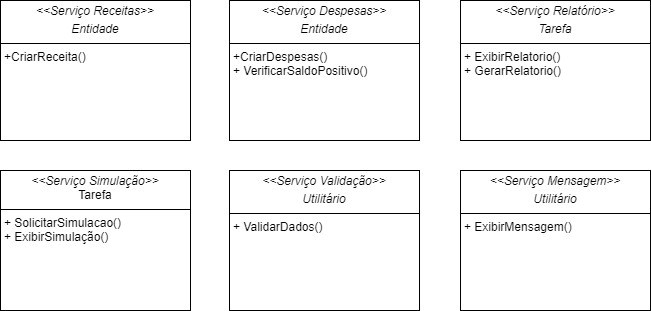 <<Serviço Receitas>>
Entidade
+CriarReceita()
<<Serviço Despesas>>
Entidade
+CriarDespesas()
+ VerificarSaldoPositivo()
<<Serviço Relatório>>
Tarefa
+ ExibirRelatorio()
+ GerarRelatorio()
<<Serviço Simulação>>
Tarefa
+ SolicitarSimulacao()
+ ExibirSimulação()
<<Serviço Validação>
Utilitário
+ ValidarDados()
<<Serviço Mensagem>>
Utilitário
+ ExibirMensagem()